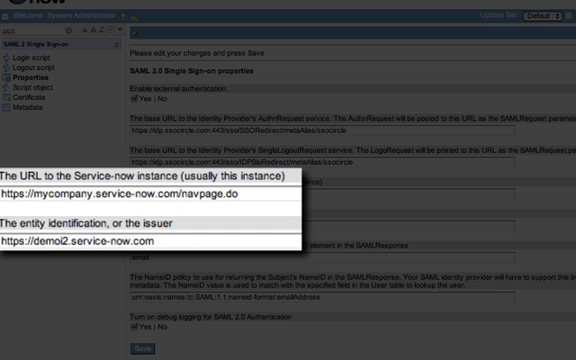 now
Welcome, System Administrator
Update Set:
Default
SAML 2 Single Sign-on
Please edit your changes and press Save
Login script
Logout script
SAML 2.0 Single Sign-on properties
Properties
Script object
Enable external authentication.
Certificate
Yes | No
Metadata
The base URL to the Identity Provider's AuthnRequest service. The AuthnRequest will be posted to this URL as the SAMLRequest parame
https://idp.ssocircle.com:443/sso/SSORedirect/metaAlias/ssocircle
The base URL to the Identity Provider's SingleLogoutRequest service. The LogoutRequest will be posted to this URL as the SAMLReques
https://idp.ssocircle.com:443/sso/IDPSloRedirect/metaAlias/ssocircle
The URL to the Service-now instance (usually this instance)
https://mycompany.service-now.com/navpage.do
The entity identification, or the issuer
https://demoi2.service-now.com
element in the SAMLResponse
email
The NameID policy to use for returning the Subject's NameID in the SAMLResponse. Your SAML identity provider will have to support this b
metadata. The NameID value is used to match with the specified field in the User table to lookup the user.
urn:oasis:names:tc:SAML:1.1:nameid-format:emailAddress
Turn on debug logging for SAML 2.0 Authentication
Yes | No
Save